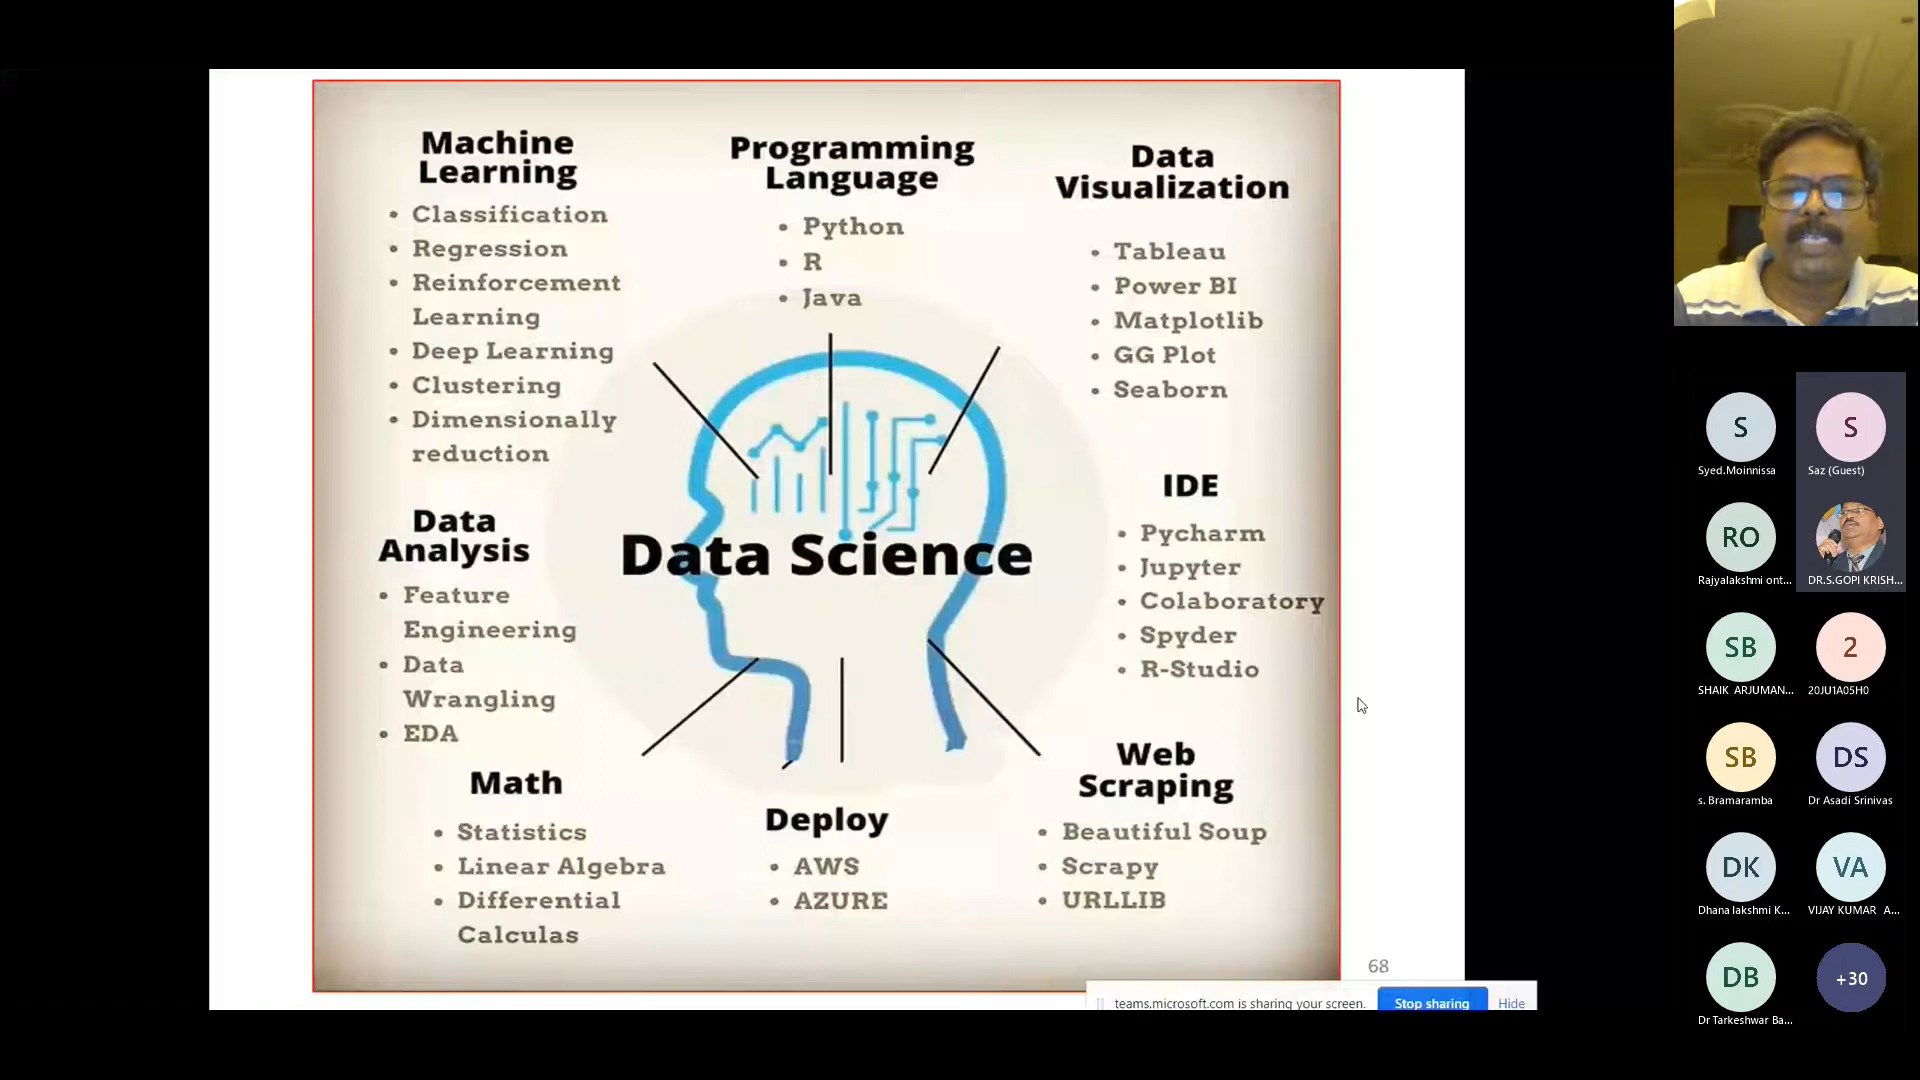 Machine
Learning
• Classification
• Regression
• Reinforcement
Learning
• Deep Learning
• Clustering
• Dimensionally
reduction
Programming
Language
• Python
• R
• Java
Data
Visualization
• Tableau
• Power BI
• Matplotlib
• GG Plot
• Seaborn
Data
Analysis
• Feature
Engineering
• Data
Wrangling
• EDA
Data Science
IDE
• Pycharm
• Jupyter
• Colaboratory
• Spyder
• R-Studio
Math
• Statistics
• Linear Algebra
• Differential
Calculas
Deploy
• AWS
• AZURE
Web
Scraping
• Beautiful Soup
• Scrapy
• URLLIB
68
teams.microsoft.com is sharing your screen.
Stop sharing
Hide
S
Syed.Moinnissa
S
Saz (Guest)
RO
Rajyalakshmi ont...
DR.S.GOPI KRISH...
SB
SHAIK ARJUMAN...
2
20JU1A05H0
SB
s. Bramaramba
DS
Dr Asadi Srinivas
DK
Dhana lakshmi K...
VA
VIJAY KUMAR A...
DB
Dr Tarkeshwar Ba...
+30